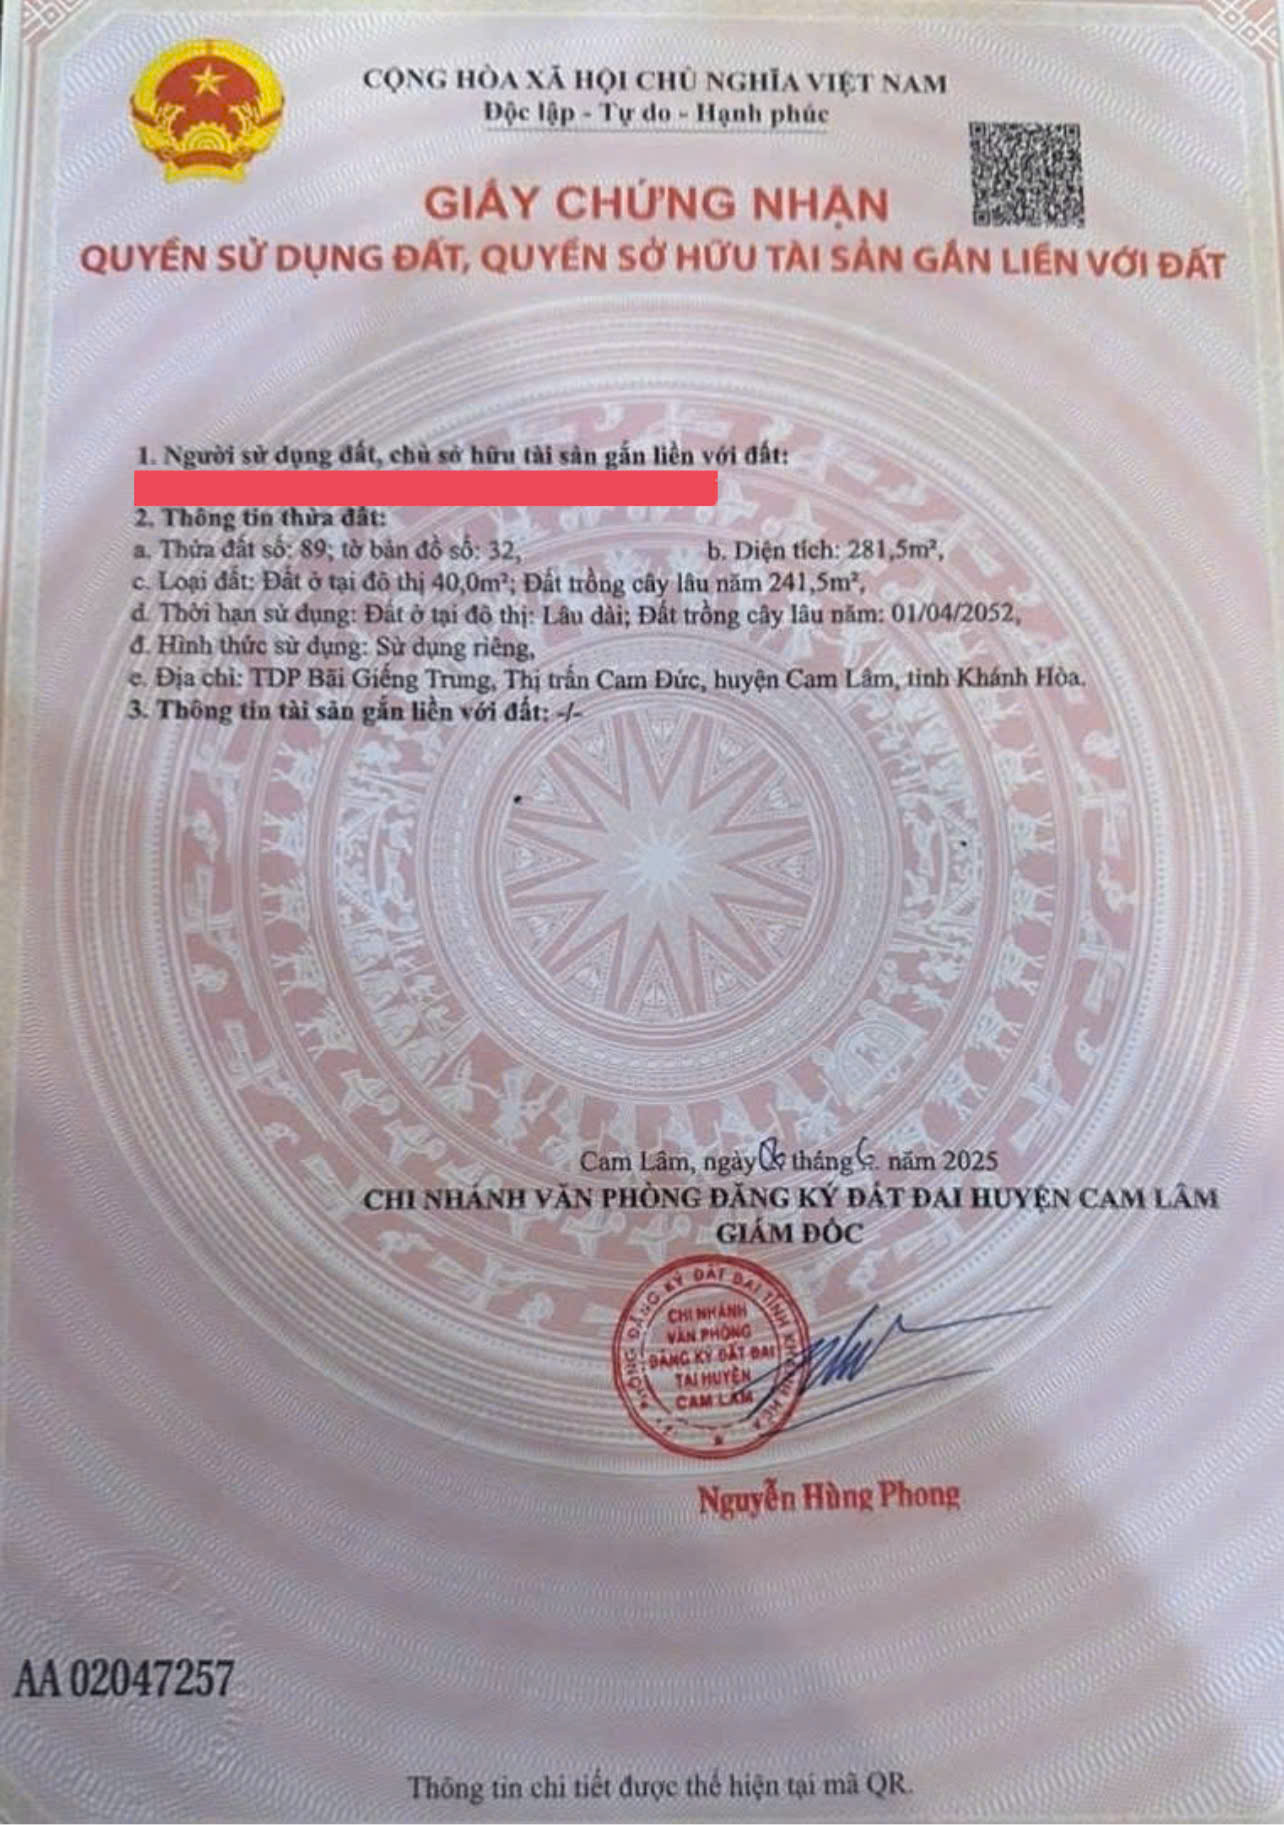 CỘNG HÒA XÃ HỘI CHỦ NGHĨA VIỆT NAM
Độc lập - Tự do - Hạnh phúc
GIẤY CHỨNG NHẬN
QUYỀN SỬ DỤNG ĐẤT, QUYỀN SỞ HỮU TÀI SẢN GẮN LIỀN VỚI ĐẤT
1. Người sử dụng đất, chủ sở hữu tài sản gắn liền với đất:
2. Thông tin thửa đất:
a. Thửa đất số: 89; tờ bản đồ số: 32, b. Diện tích: 281,5m²,
c. Loại đất: Đất ở tại đô thị 40,0m²; Đất trồng cây lâu năm 241,5m²,
d. Thời hạn sử dụng: Đất ở tại đô thị: Lâu dài; Đất trồng cây lâu năm: 01/04/2052,
đ. Hình thức sử dụng: Sử dụng riêng,
e. Địa chỉ: TDP Bãi Giếng Trung, Thị trấn Cam Đức, huyện Cam Lâm, tỉnh Khánh Hòa.
3. Thông tin tài sản gắn liền với đất: -/-
Cam Lâm, ngày tháng năm 2025
CHI NHÁNH VĂN PHÒNG ĐĂNG KÝ ĐẤT ĐAI HUYỆN CAM LÂM
GIÁM ĐỐC
CHI NHÁNH
VĂN PHÒNG
ĐĂNG KÝ ĐẤT ĐAI
TẠI HUYỆN
CAM LÂM
Nguyễn Hùng Phong
AA 02047257
Thông tin chi tiết được thể hiện tại mã QR.